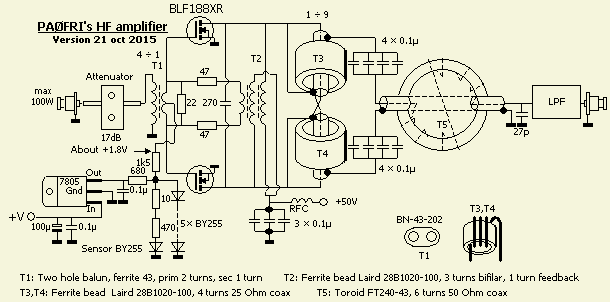 PAØFRI's HF amplifier
Version 21 oct 2015
BLF188XR
1 ÷ 9
4 ÷ 1
T1
T2
T3
4 × 0.1µ
Attenuator
max
100W
17dB
47
22
270
47
LPF
T5
27p
About +1.8V
1k5
T4
4 × 0.1µ
680
7805
Out
Gnd
In
0.1µ
10
5× BY255
+V
100µ
0.1µ
470
Sensor BY255
RFC
+50V
3 × 0.1µ
BN-43-202
T1
T3,T4
T1: Two hole balun, ferrite 43, prim 2 turns, sec 1 turn
T2: Ferrite bead Laird 28B1020-100, 3 turns bifilar, 1 turn feedback
T3,T4: Ferrite bead Laird 28B1020-100, 4 turns 25 Ohm coax
T5: Toroid FT240-43, 6 turns 50 Ohm coax